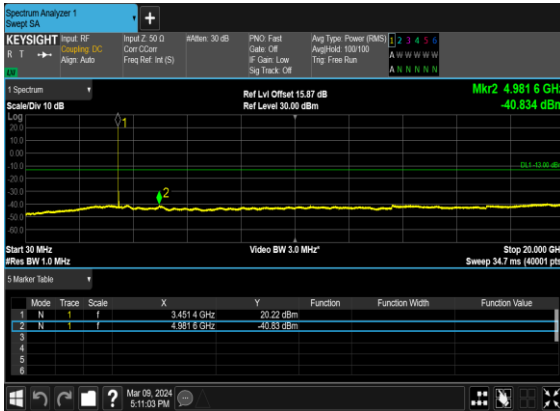 Spectrum Analyzer 1
Swept SA
+
KEYSIGHT Input: RF Input Z: 50 Ω #Atten: 30 dB PNO: Fast Avg Type: Power (RMS) 1 2 3 4 5 6
R T Coupling: DC Corr CCorr Gate: Off Avg|Hold: 100/100 A W W W W W
Align: Auto Freq Ref: Int (S) IF Gain: Low Trig: Free Run
Sig Track: Off A N N N N N
1 Spectrum
Scale/Div 10 dB
Ref Lvl Offset 15.87 dB
Ref Level 30.00 dBm
Mkr2 4.981 6 GHz
-40.834 dBm
Log
20.0
10.0
0.00
-10.0
-20.0
-30.0
-40.0
-50.0
-60.0
1
2
DL1 -13.00 dBm
Start 30 MHz Video BW 3.0 MHz* Stop 20.000 GH
#Res BW 1.0 MHz Sweep 34.7 ms (40001 pts
5 Marker Table
Mode Trace Scale X Y Function Function Width Function Value
1 N 1 f 3.451 4 GHz 20.22 dBm
2 N 1 f 4.981 6 GHz -40.83 dBm
3
4
5
6
? Mar 09, 2024
5:11:03 PM